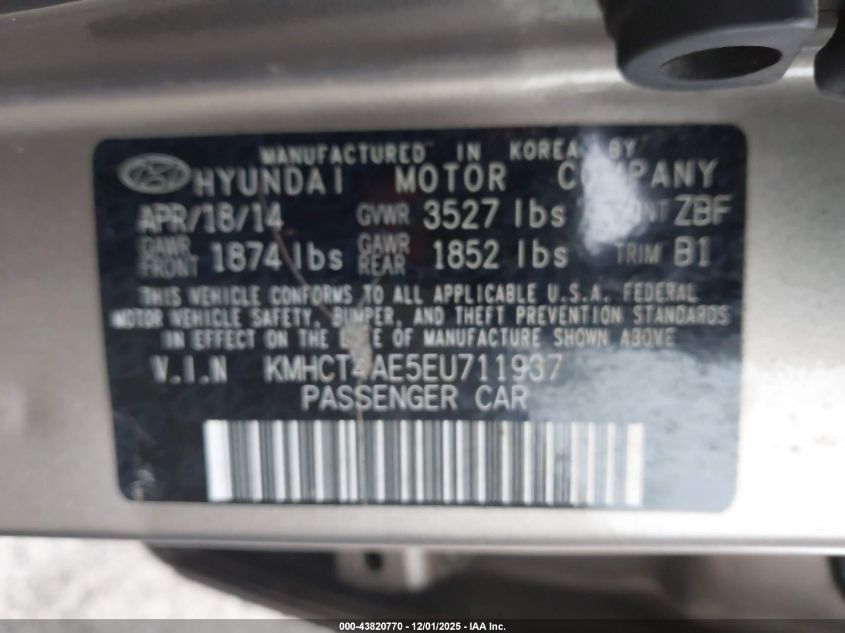 MANUFACTURED IN KOREA BY
HYUNDAI MOTOR COMPANY
APR/18/14 GVWR 3527 lbs PAINT ZBF
GAWR FRONT 1874 lbs GAWR REAR 1852 lbs TRIM B1
THIS VEHICLE CONFORMS TO ALL APPLICABLE U.S.A. FEDERAL
MOTOR VEHICLE SAFETY, BUMPER, AND THEFT PREVENTION STANDARDS
IN EFFECT ON THE DATE OF MANUFACTURE SHOWN ABOVE
V.I.N KMHCT4AE5EU711937
PASSENGER CAR
000-43820770 - 12/01/2025 - IAA Inc.